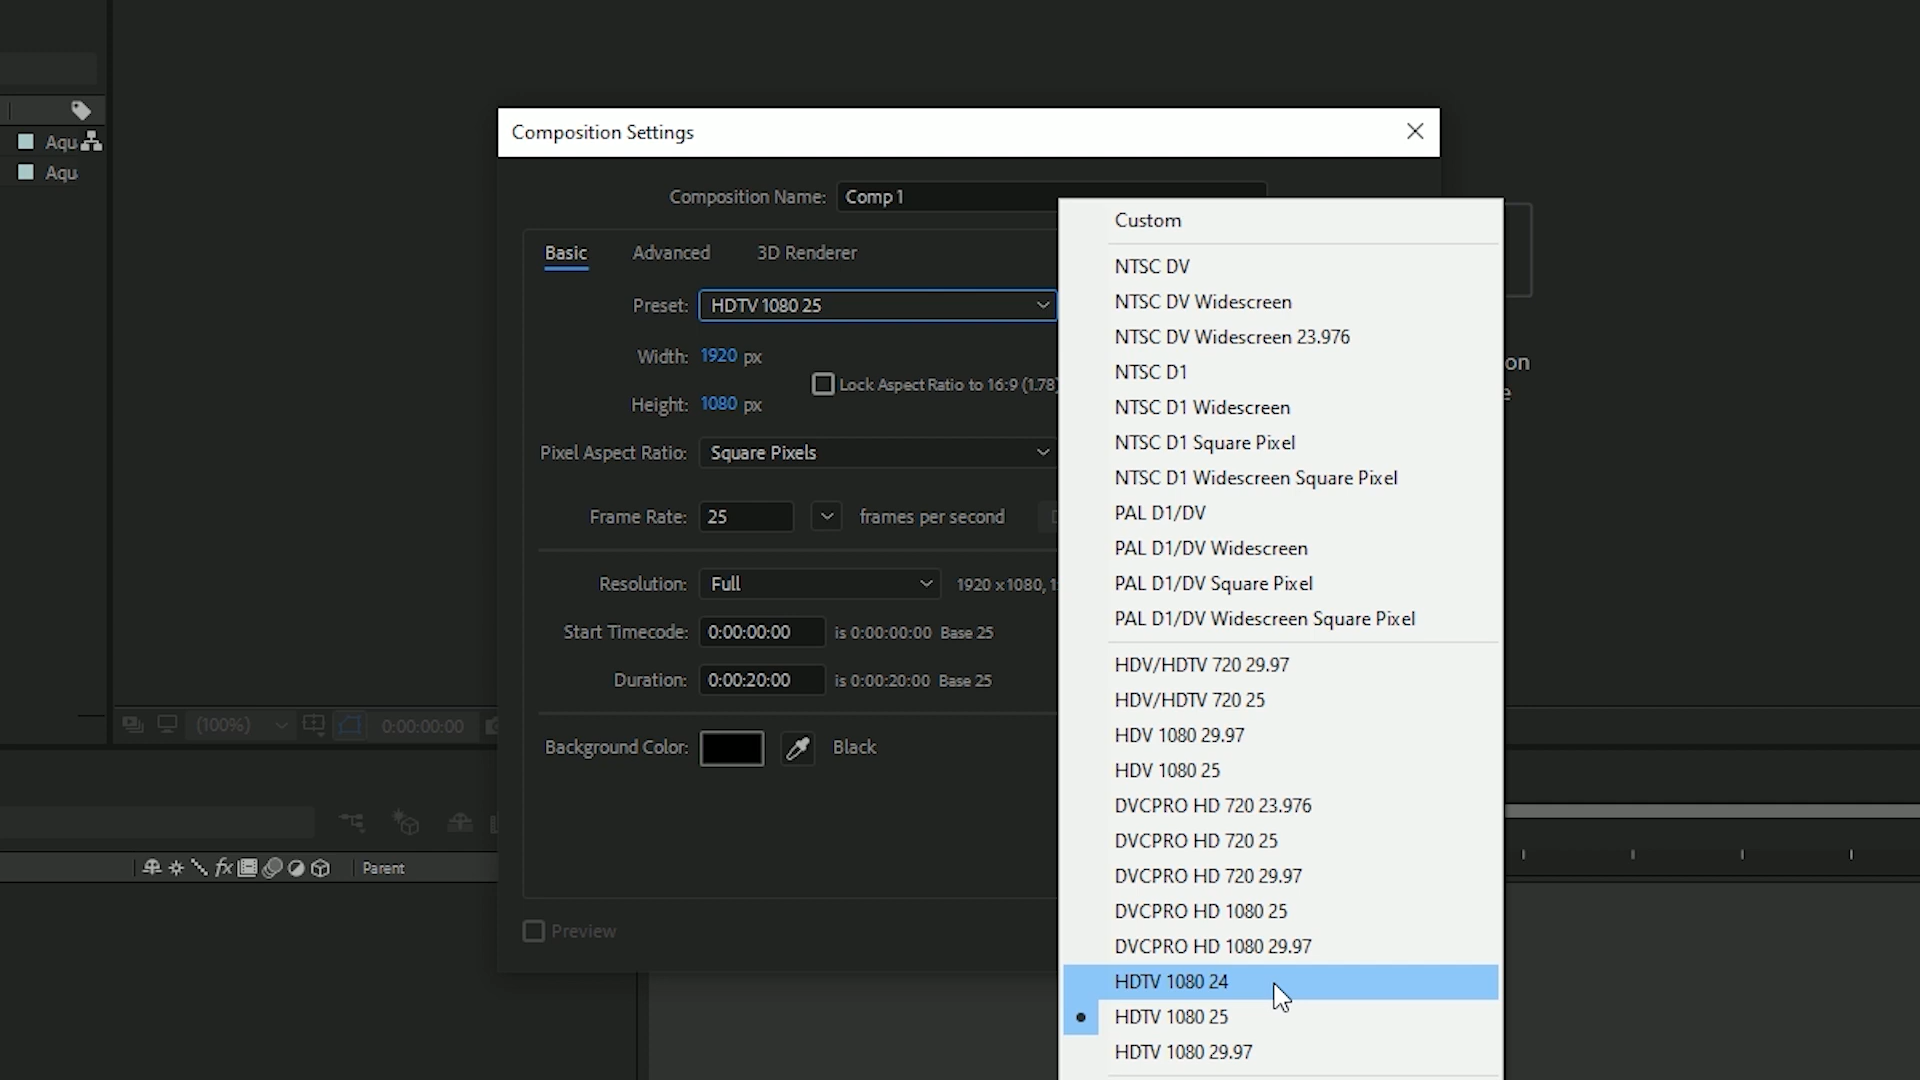 Aqu
Aqu
Composition Settings
Composition Name: Comp 1
Basic Advanced 3D Renderer
Preset: HDTV 1080 25
Width: 1920 px
Lock Aspect Ratio to 16:9 (1.78)
Height: 1080 px
Pixel Aspect Ratio: Square Pixels
Frame Rate: 25 frames per second
Resolution: Full 1920 x 1080, 1
Start Timecode: 0:00:00:00 is 0:00:00:00 Base 25
Duration: 0:00:20:00 is 0:00:20:00 Base 25
Background Color: Black
Preview
Custom
NTSC DV
NTSC DV Widescreen
NTSC DV Widescreen 23.976
NTSC D1
NTSC D1 Widescreen
NTSC D1 Square Pixel
NTSC D1 Widescreen Square Pixel
PAL D1/DV
PAL D1/DV Widescreen
PAL D1/DV Square Pixel
PAL D1/DV Widescreen Square Pixel
HDV/HDTV 720 29.97
HDV/HDTV 720 25
HDV 1080 29.97
HDV 1080 25
DVCPRO HD 720 23.976
DVCPRO HD 720 25
DVCPRO HD 720 29.97
DVCPRO HD 1080 25
DVCPRO HD 1080 29.97
HDTV 1080 24
HDTV 1080 25
HDTV 1080 29.97
on
e
(100%) 0:00:00:00
fx Parent